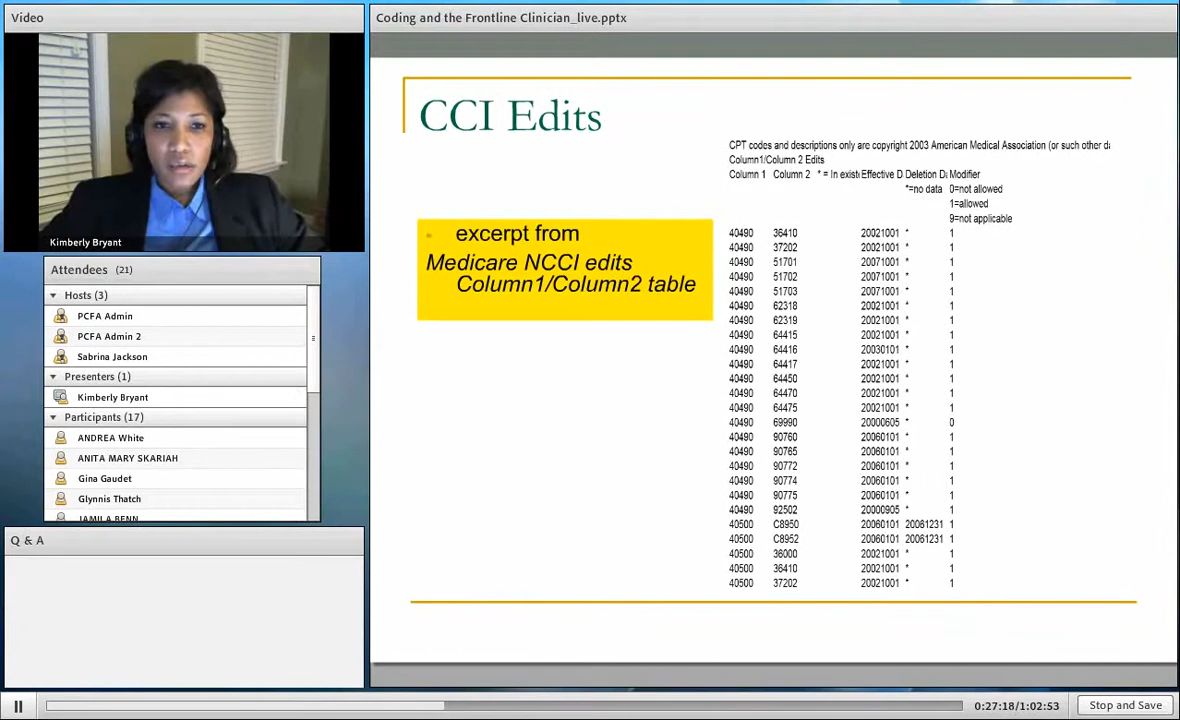 Video
Kimberly Bryant
Attendees (21)
Hosts (3)
PCFA Admin
PCFA Admin 2
Sabrina Jackson
Presenters (1)
Kimberly Bryant
Participants (17)
ANDREA White
ANITA MARY SKARIAH
Gina Gaudet
Glynnis Thatch
JAMILA BENN
Q & A
Coding and the Frontline Clinician_live.pptx
CCI Edits
excerpt from
Medicare NCCI edits
Column1/Column2 table
CPT codes and descriptions only are copyright 2003 American Medical Association (or such other da
Column1/Column 2 Edits
Column 1 Column 2 * = In existe Effective D Deletion Da Modifier
*=no data 0=not allowed
1=allowed
9=not applicable
40490 36410 20021001 * 1
40490 37202 20021001 * 1
40490 51701 20071001 * 1
40490 51702 20071001 * 1
40490 51703 20071001 * 1
40490 62318 20021001 * 1
40490 62319 20021001 * 1
40490 64415 20021001 * 1
40490 64416 20030101 * 1
40490 64417 20021001 * 1
40490 64450 20021001 * 1
40490 64470 20021001 * 1
40490 64475 20021001 * 1
40490 69990 20000605 * 0
40490 90760 20060101 * 1
40490 90765 20060101 * 1
40490 90772 20060101 * 1
40490 90774 20060101 * 1
40490 90775 20060101 * 1
40490 92502 20000905 * 1
40500 C8950 20060101 20061231 1
40500 C8952 20060101 20061231 1
40500 36000 20021001 * 1
40500 36410 20021001 * 1
40500 37202 20021001 * 1
0:27:18/1:02:53
Stop and Save